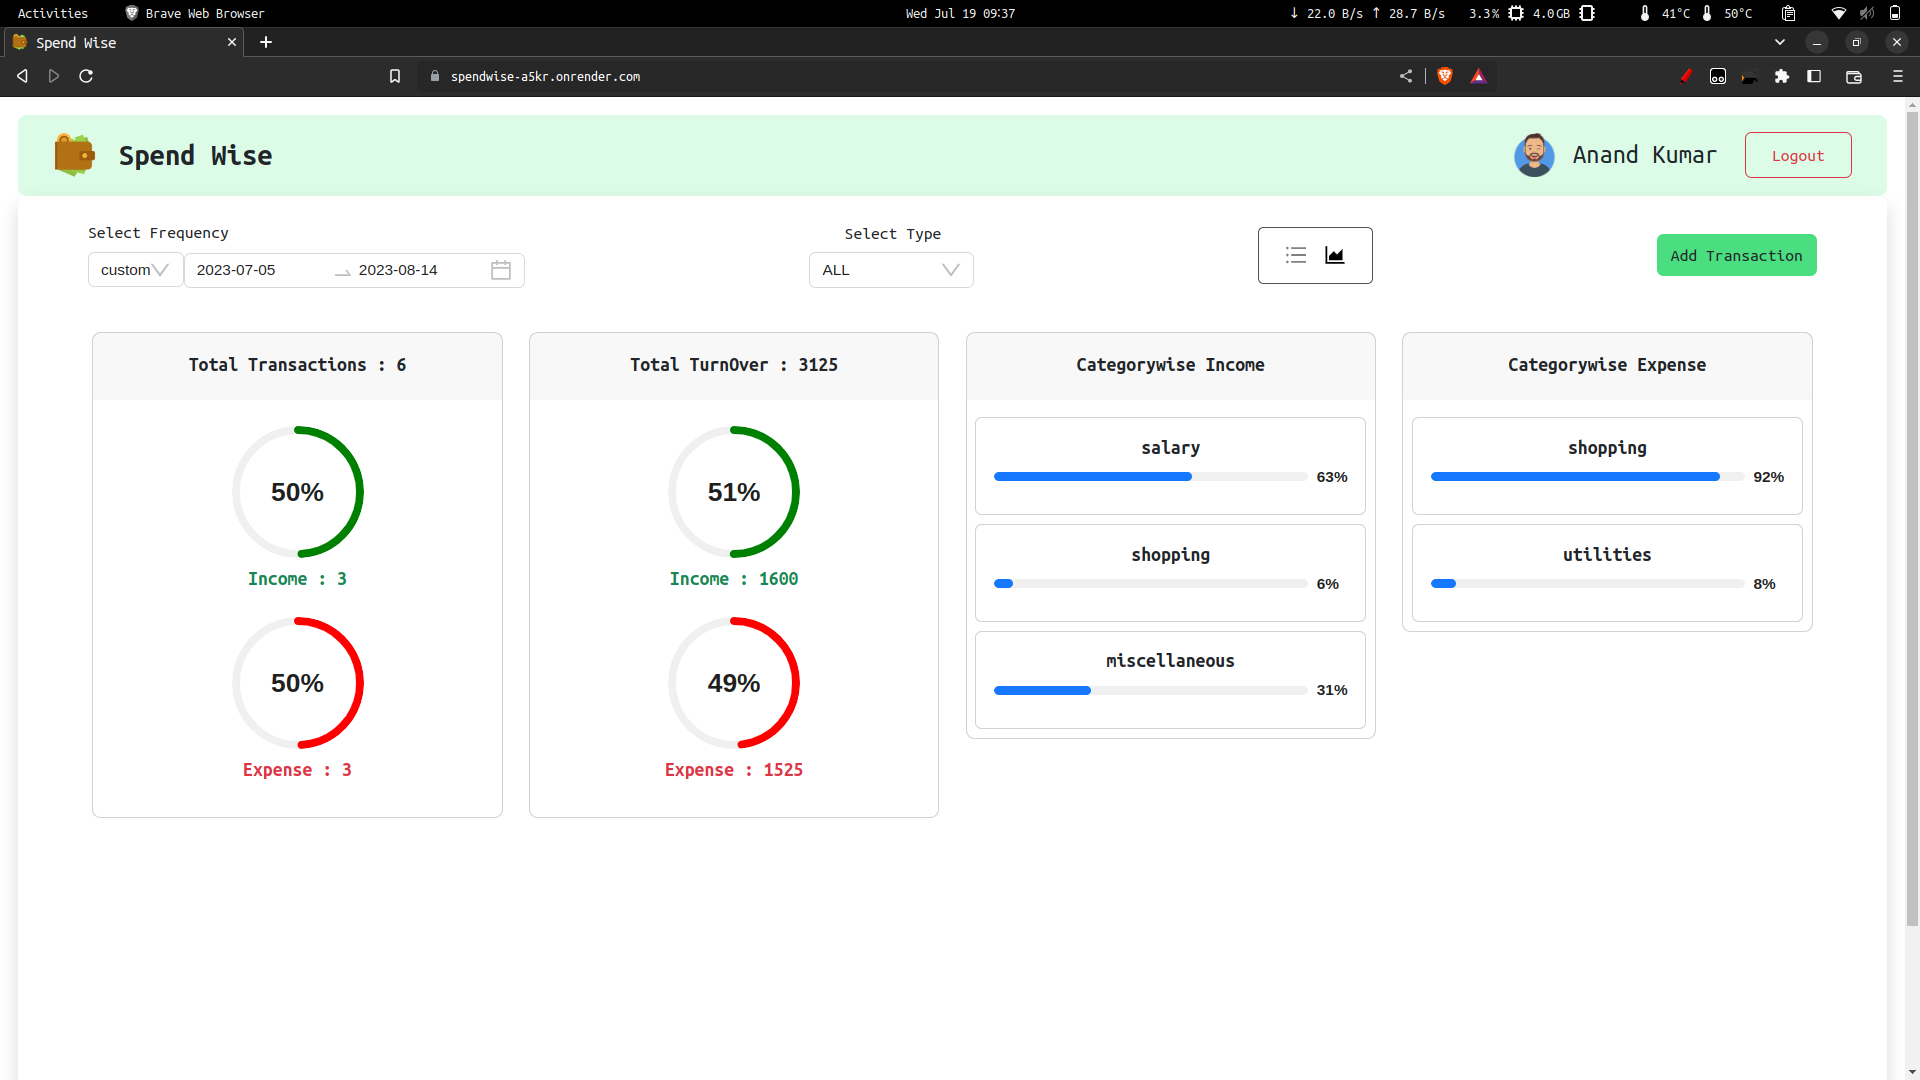 Activities Brave Web Browser Wed Jul 19 09:37 ↓ 22.0 B/s ↑ 28.7 B/s 3.3% 4.0GB 41°C 50°C
Spend Wise
spendwise-a5kr.onrender.com
Spend Wise Anand Kumar Logout
Select Frequency Select Type
custom 2023-07-05 2023-08-14 ALL Add Transaction
Total Transactions : 6
50%
Income : 3
50%
Expense : 3
Total TurnOver : 3125
51%
Income : 1600
49%
Expense : 1525
Categorywise Income
salary
63%
shopping
6%
miscellaneous
31%
Categorywise Expense
shopping
92%
utilities
8%